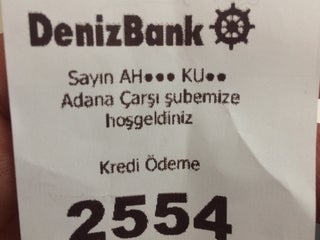 DenizBank
Sayın AH●●● KU●●
Adana Çarşı şubemize
hoşgeldiniz
Kredi Ödeme
2554